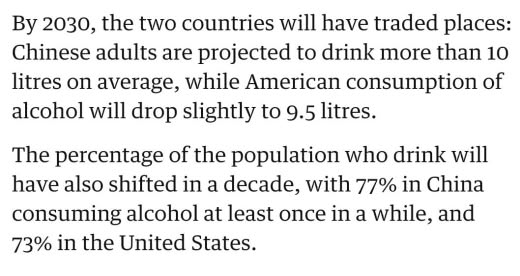 By 2030, the two countries will have traded places:
Chinese adults are projected to drink more than 10
litres on average, while American consumption of
alcohol will drop slightly to 9.5 litres.
The percentage of the population who drink will
have also shifted in a decade, with 77% in China
consuming alcohol at least once in a while, and
73% in the United States.